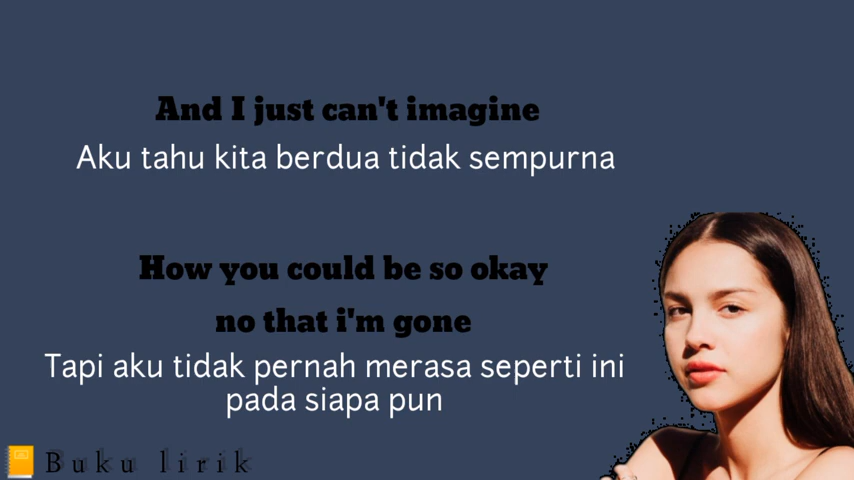 And I just can't imagine
Aku tahu kita berdua tidak sempurna
How you could be so okay
no that i'm gone
Tapi aku tidak pernah merasa seperti ini
pada siapa pun
Buku lirik